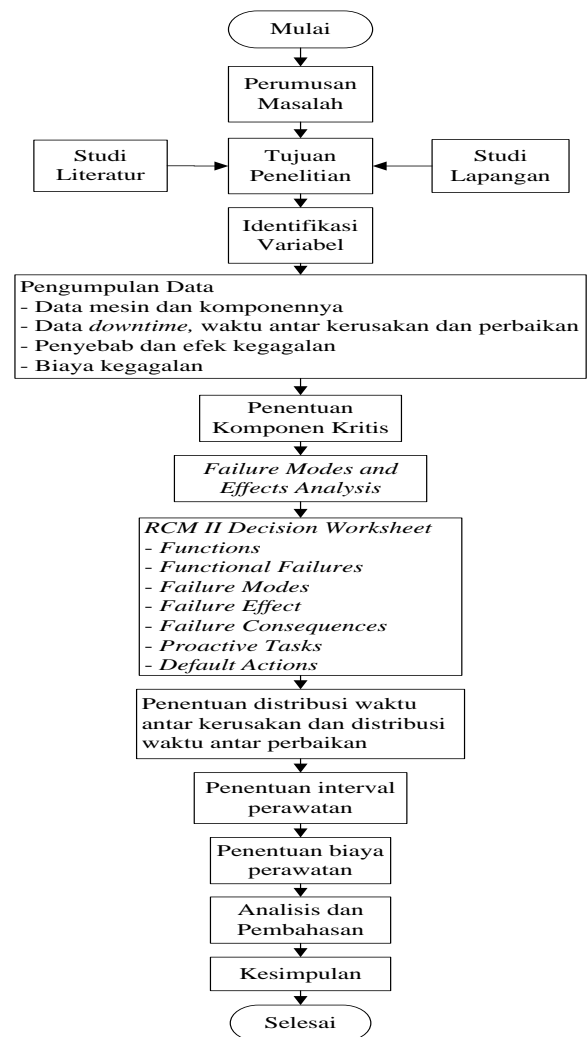 Mulai
Perumusan
Masalah
Studi
Literatur
Tujuan
Penelitian
Studi
Lapangan
Identifikasi
Variabel
Pengumpulan Data
- Data mesin dan komponennya
- Data downtime, waktu antar kerusakan dan perbaikan
- Penyebab dan efek kegagalan
- Biaya kegagalan
Penentuan
Komponen Kritis
Failure Modes and
Effects Analysis
RCM II Decision Worksheet
- Functions
- Functional Failures
- Failure Modes
- Failure Effect
- Failure Consequences
- Proactive Tasks
- Default Actions
Penentuan distribusi waktu
antar kerusakan dan distribusi
waktu antar perbaikan
Penentuan interval
perawatan
Penentuan biaya
perawatan
Analisis dan
Pembahasan
Kesimpulan
Selesai